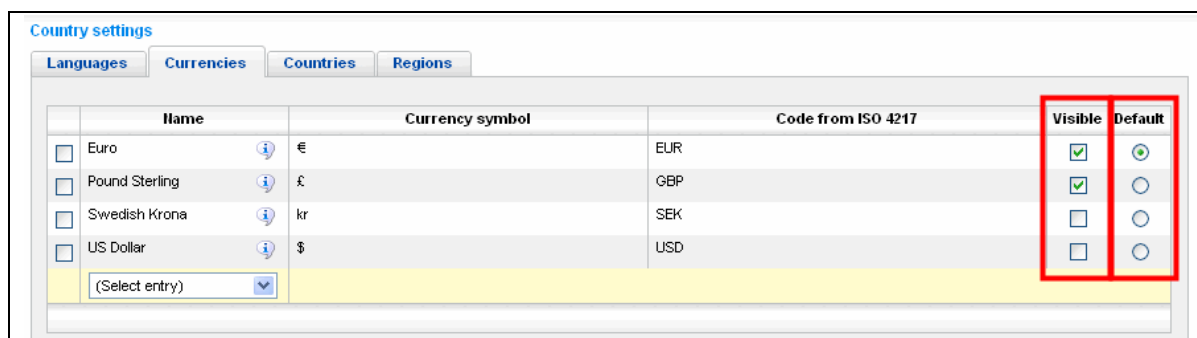 Country settings
Languages Currencies Countries Regions
Name Currency symbol Code from ISO 4217 Visible Default
Euro € EUR
Pound Sterling £ GBP
Swedish Krona kr SEK
US Dollar $ USD
(Select entry)